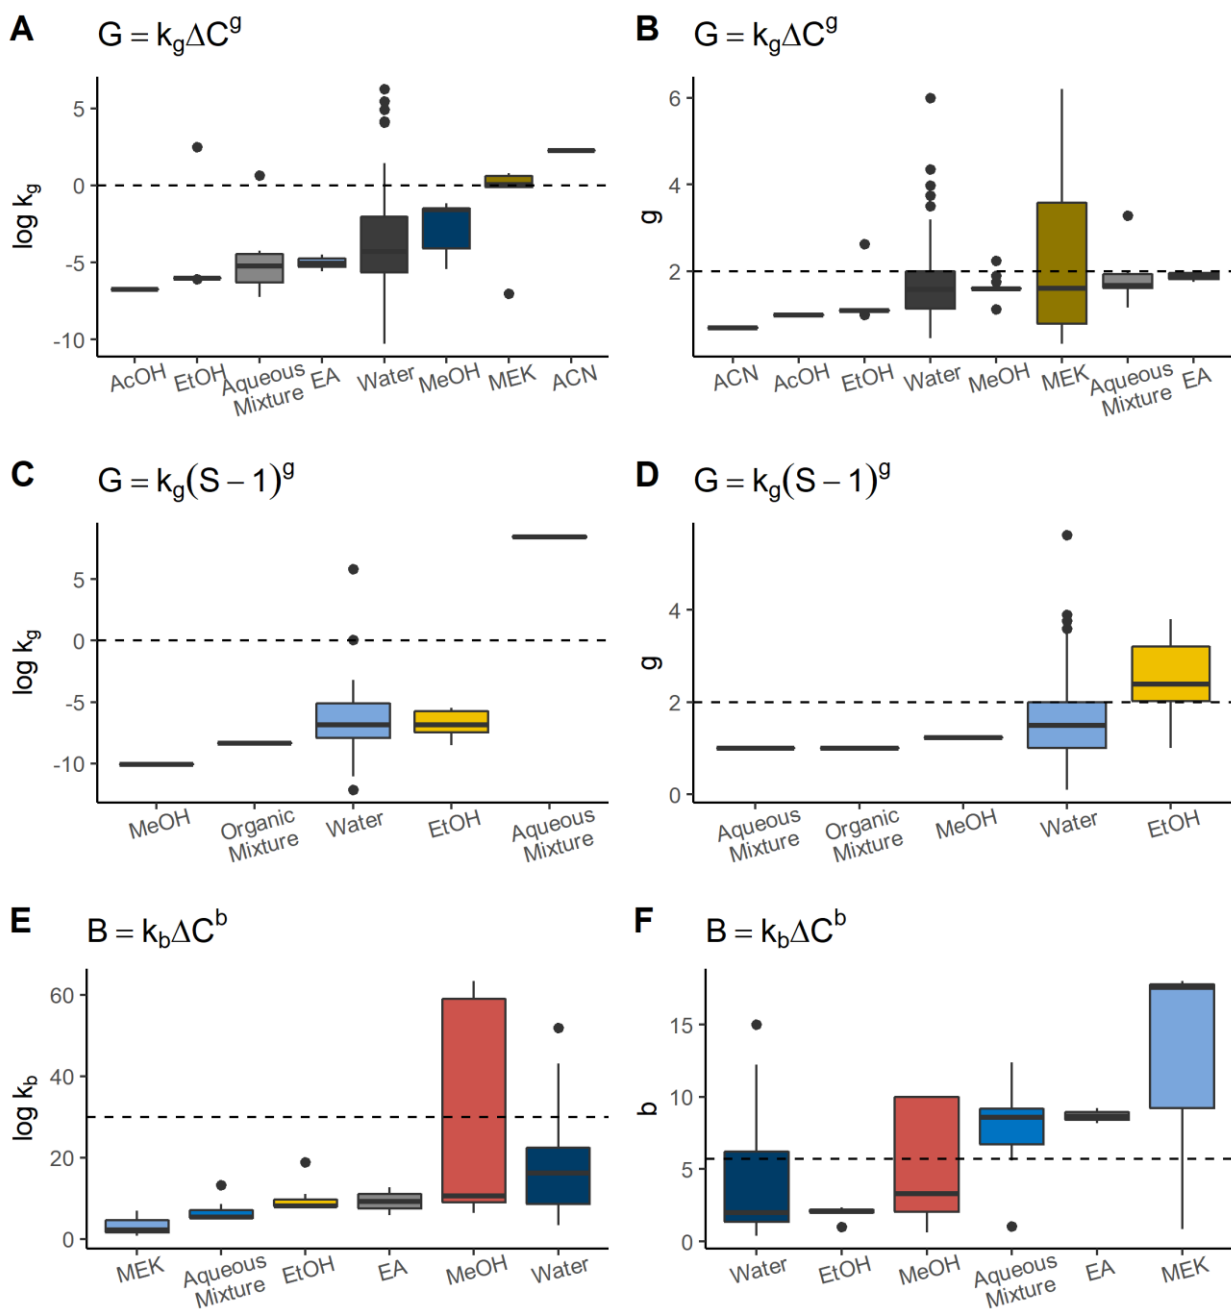 A G = k_gΔC^g
log k_g
5
0
-5
-10
AcOH EtOH Aqueous Mixture EA Water MeOH MEK ACN
B G = k_gΔC^g
g
6
4
2
ACN AcOH EtOH Water MeOH MEK Aqueous Mixture EA
C G = k_g(S − 1)^g
log k_g
5
0
-5
-10
MeOH Organic Mixture Water EtOH Aqueous Mixture
D G = k_g(S − 1)^g
g
4
2
0
Aqueous Mixture Organic Mixture MeOH Water EtOH
E B = k_bΔC^b
log k_b
60
40
20
0
MEK Aqueous Mixture EtOH EA MeOH Water
F B = k_bΔC^b
b
15
10
5
0
Water EtOH MeOH Aqueous Mixture EA MEK